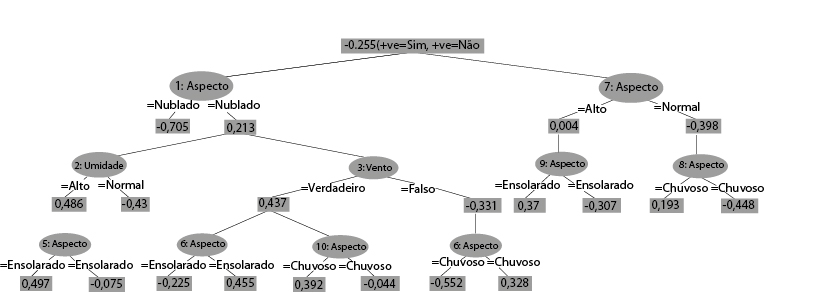 -0.255(+ve=Sim, +ve=Não
1: Aspecto
7: Aspecto
=Nublado =Nublado
=Alto =Normal
-0,705 0,213
0,004 -0,398
2: Umidade
3: Vento
9: Aspecto
8: Aspecto
=Alto =Normal
=Verdadeiro =Falso
=Ensolarado =Ensolarado
=Chuvoso =Chuvoso
0,486 -0,43
0,437 -0,331
0,37 -0,307
0,193 -0,448
5: Aspecto
6: Aspecto
10: Aspecto
6: Aspecto
=Ensolarado =Ensolarado
=Ensolarado =Ensolarado
=Chuvoso =Chuvoso
=Chuvoso =Chuvoso
0,497 -0,075
-0,225 0,455
0,392 -0,044
-0,552 0,328